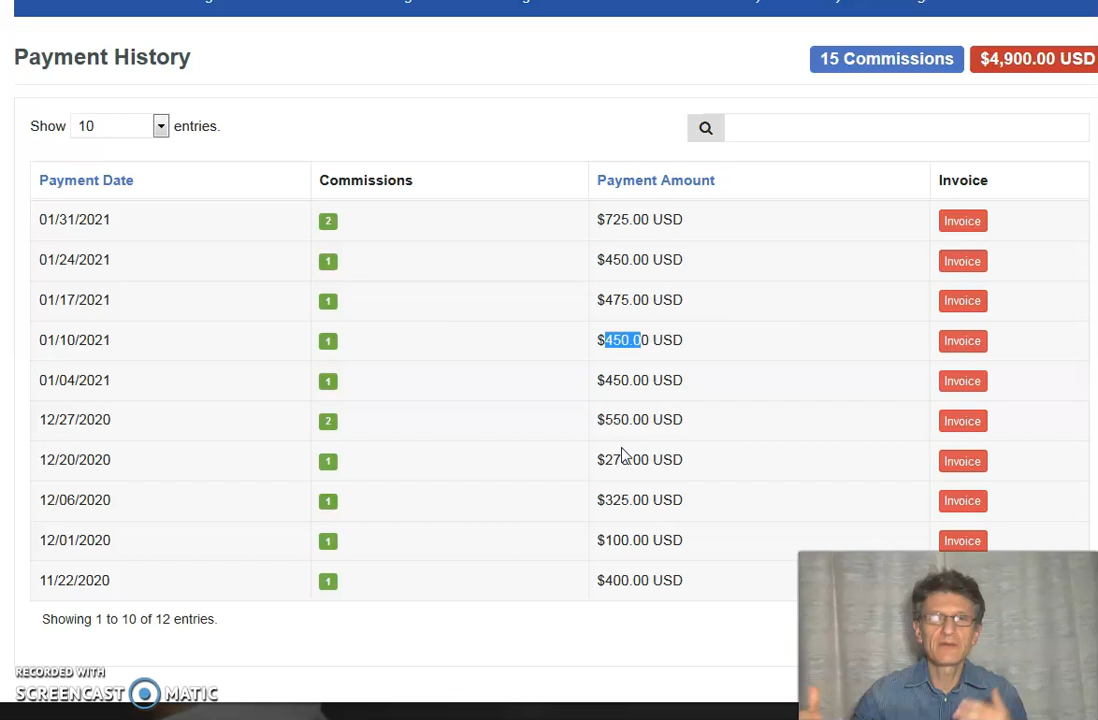 Payment History
15 Commissions
$4,900.00 USD
Show 10 entries.
Payment Date Commissions Payment Amount Invoice
01/31/2021 2 $725.00 USD Invoice
01/24/2021 1 $450.00 USD Invoice
01/17/2021 1 $475.00 USD Invoice
01/10/2021 1 $450.00 USD Invoice
01/04/2021 1 $450.00 USD Invoice
12/27/2020 2 $550.00 USD Invoice
12/20/2020 1 USD Invoice
12/06/2020 1 $325.00 USD Invoice
12/01/2020 1 $100.00 USD Invoice
11/22/2020 1 $400.00 USD
Showing 1 to 10 of 12 entries.
RECORDED WITH
SCREENCAST MATIC